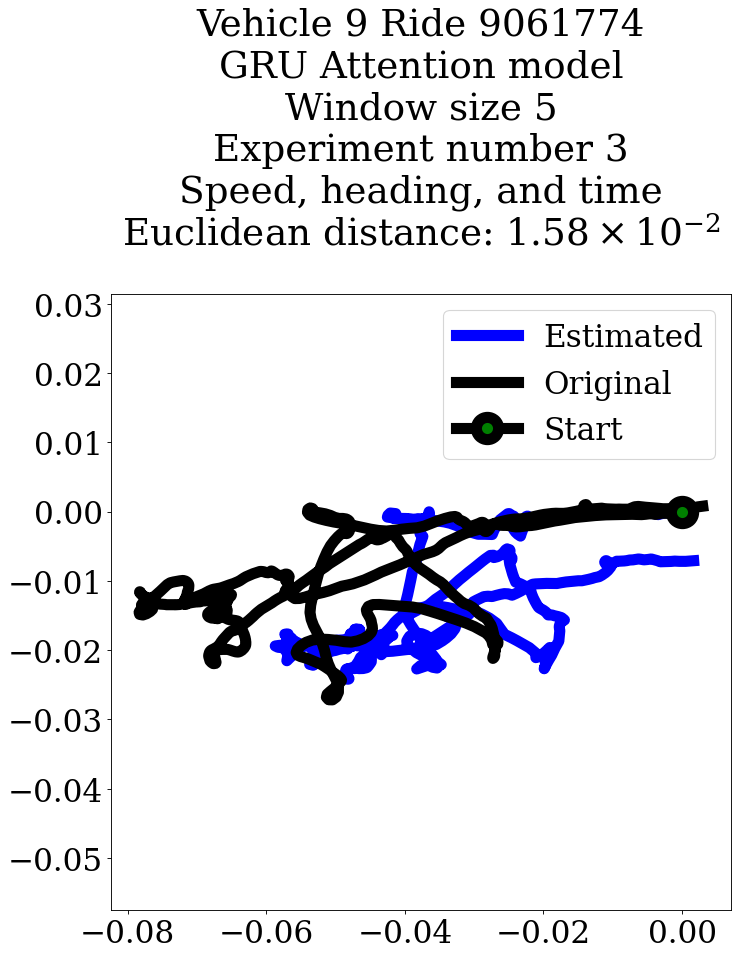 Vehicle 9 Ride 9061774
GRU Attention model
Window size 5
Experiment number 3
Speed, heading, and time
Euclidean distance: 1.58 × 10⁻²
0.03
0.02
0.01
0.00
−0.01
−0.02
−0.03
−0.04
−0.05
Estimated
Original
Start
−0.08 −0.06 −0.04 −0.02 0.00